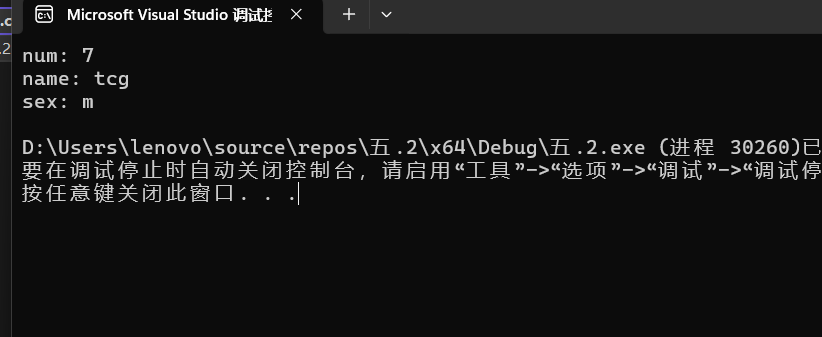 .c
Microsoft Visual Studio 调试
.2
num: 7
name: tcg
sex: m
D:\Users\lenovo\source\repos\五.2\x64\Debug\五.2.exe (进程 30260)已
要在调试停止时自动关闭控制台，请启用“工具”->“选项”->“调试”->“调试停
按任意键关闭此窗口. . .